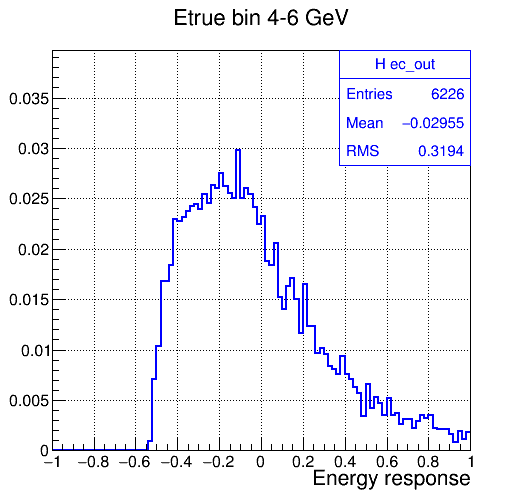 Etrue bin 4-6 GeV
H ec_out
Entries 6226
Mean −0.02955
RMS 0.3194
0.035
0.03
0.025
0.02
0.015
0.01
0.005
0
−1 −0.8 −0.6 −0.4 −0.2 0 0.2 0.4 0.6 0.8 1
Energy response